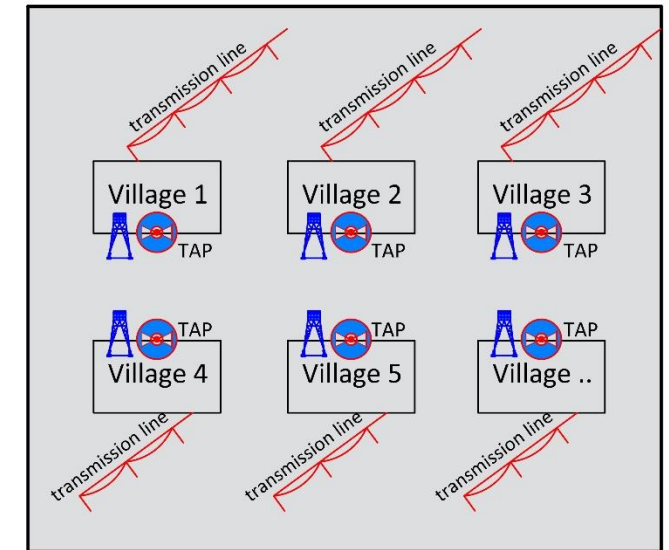 transmission line
transmission line
transmission line
Village 1
Village 2
Village 3
TAP
TAP
TAP
TAP
TAP
TAP
Village 4
Village 5
Village ..
transmission line
transmission line
transmission line